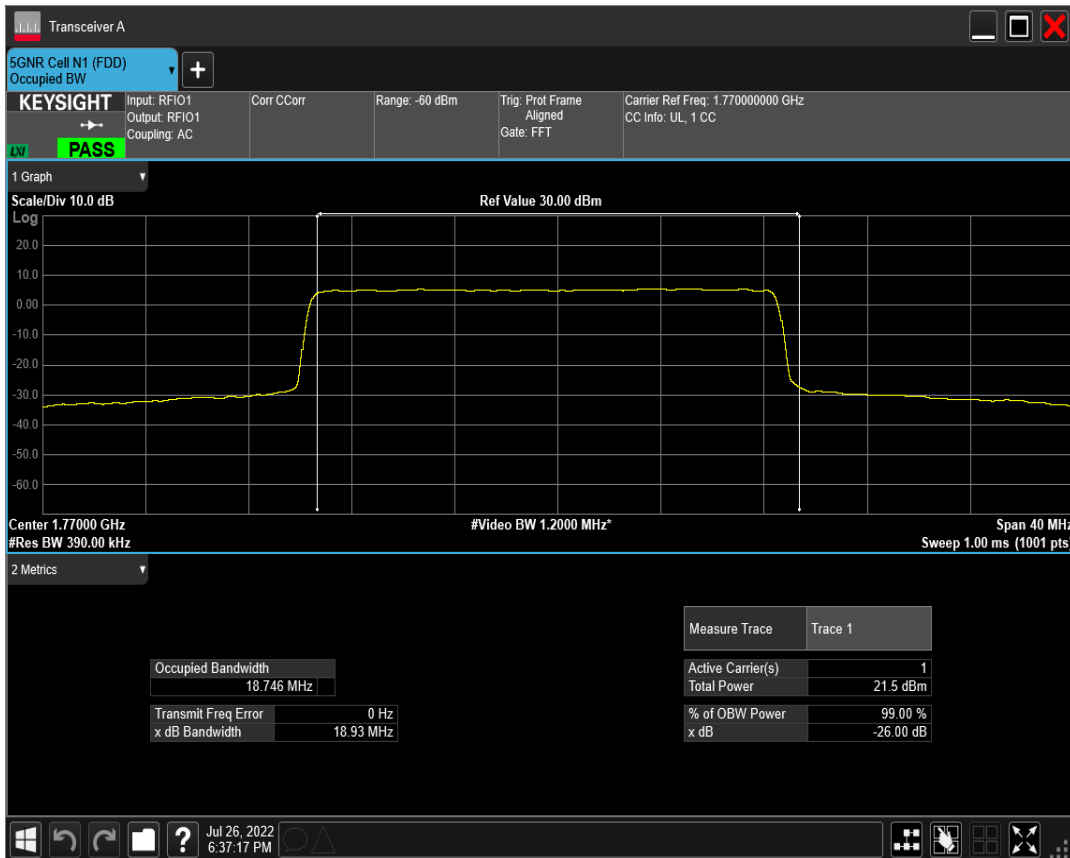 Transceiver A
5GNR Cell N1 (FDD)
Occupied BW
+
KEYSIGHT
LXI
PASS
Input: RFIO1
Output: RFIO1
Coupling: AC
Corr CCorr
Range: -60 dBm
Trig: Prot Frame
Aligned
Gate: FFT
Carrier Ref Freq: 1.770000000 GHz
CC Info: UL, 1 CC
1 Graph
Scale/Div 10.0 dB
Ref Value 30.00 dBm
Log
20.0
10.0
0.00
-10.0
-20.0
-30.0
-40.0
-50.0
-60.0
Center 1.77000 GHz
#Video BW 1.2000 MHz*
Span 40 MHz
#Res BW 390.00 kHz
Sweep 1.00 ms (1001 pts)
2 Metrics
Measure Trace Trace 1
Occupied Bandwidth
18.746 MHz
Active Carrier(s) 1
Total Power 21.5 dBm
Transmit Freq Error 0 Hz
x dB Bandwidth 18.93 MHz
% of OBW Power 99.00 %
x dB -26.00 dB
?
Jul 26, 2022
6:37:17 PM